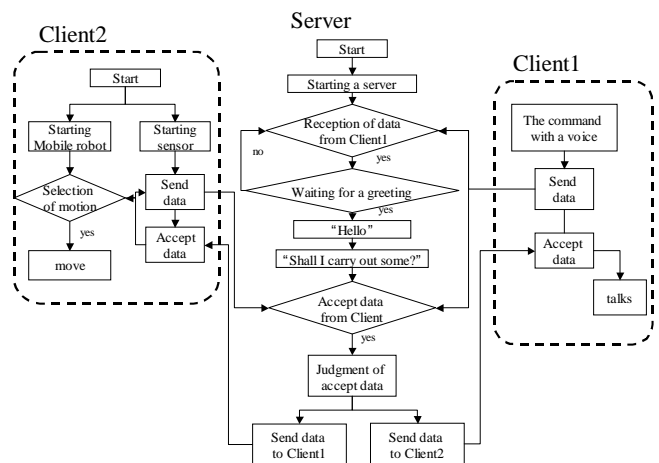 Client2
Start
Starting
Mobile robot
Starting
sensor
Selection
of motion
Send
data
yes
Accept
data
move
Server
Start
Starting a server
Reception of data
from Client1
no
yes
Waiting for a greeting
yes
“Hello”
“Shall I carry out some?”
Accept data
from Client
yes
Judgment of
accept data
Send data
to Client1
Send data
to Client2
Client1
The command
with a voice
Send
data
Accept
data
talks